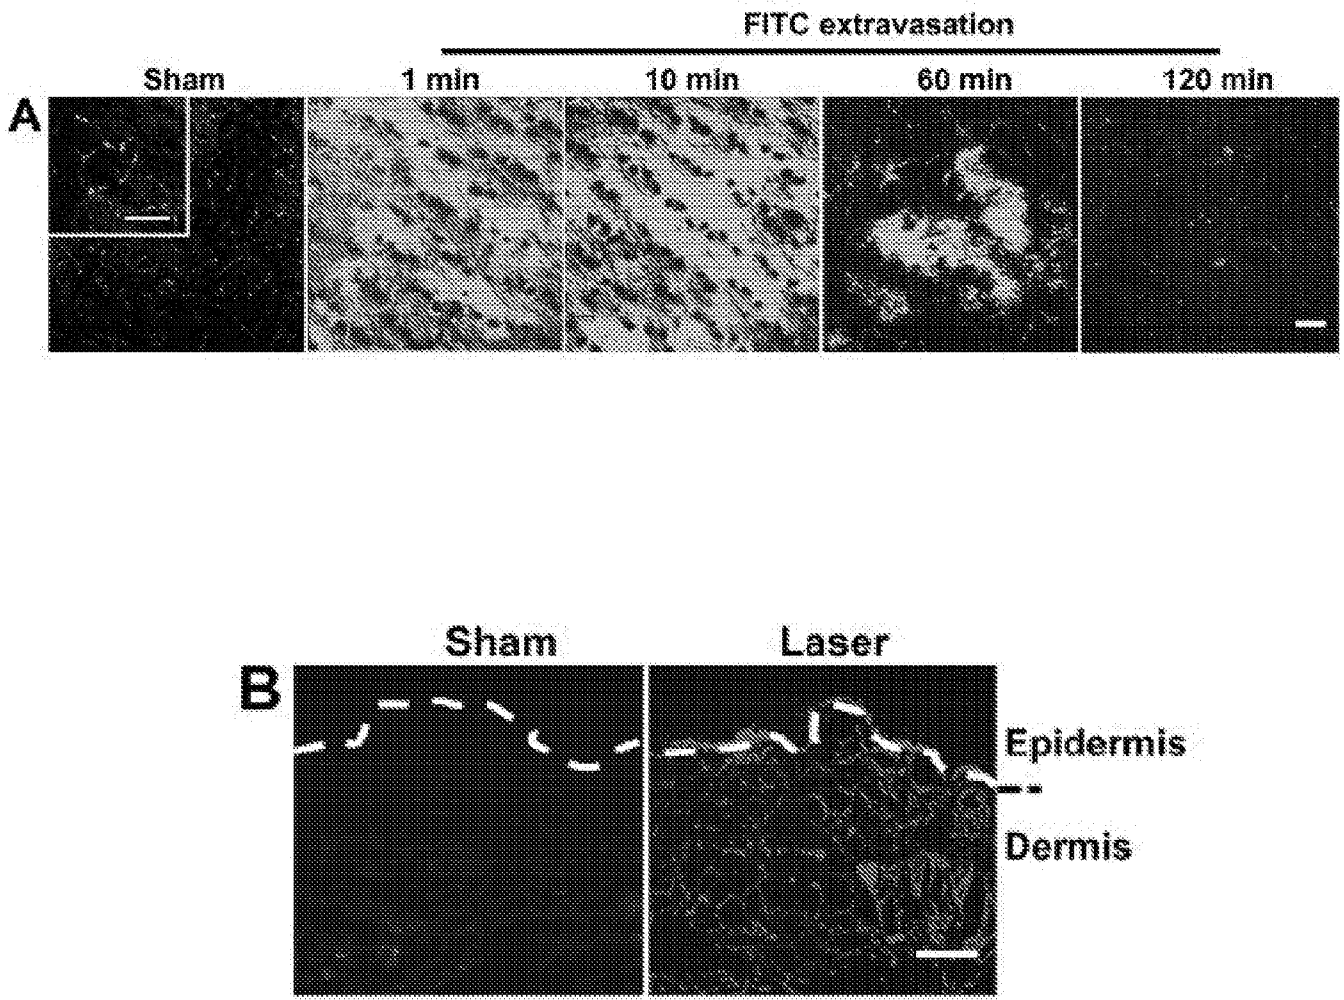 FITC extravasation
Sham 1 min 10 min 60 min 120 min
A
Sham Laser
B
Epidermis
Dermis